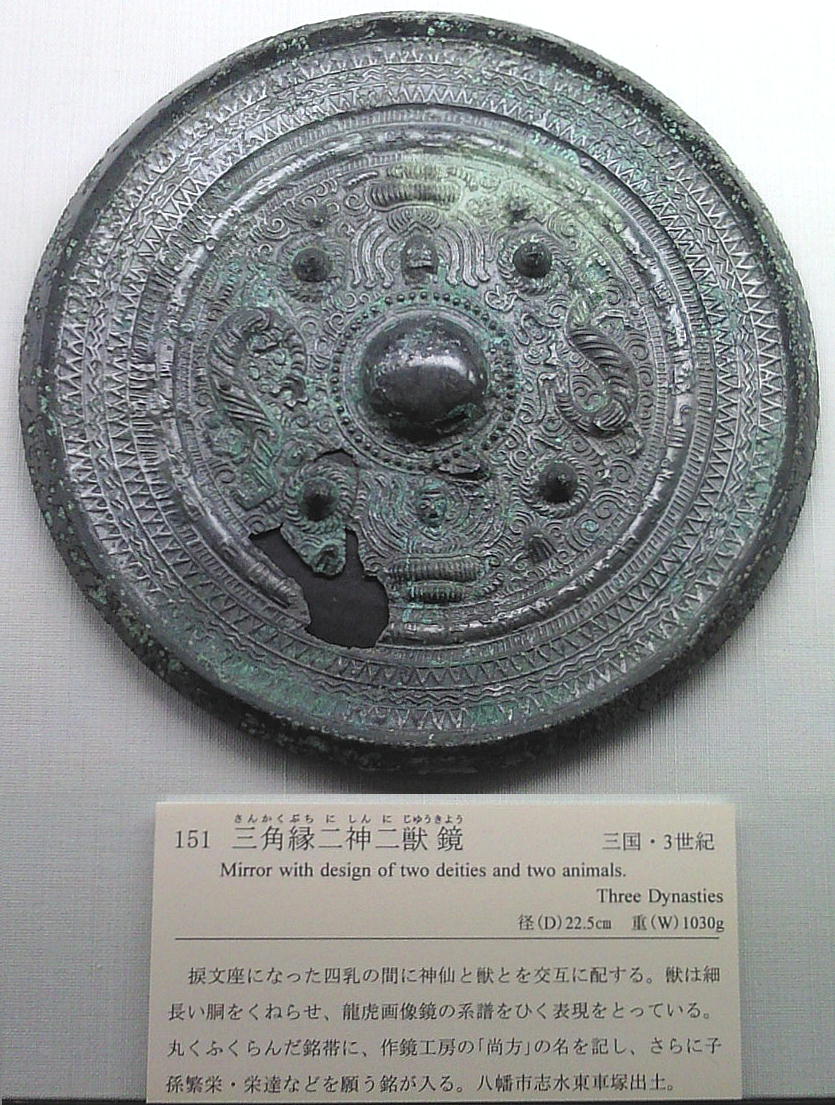 さんかくぶち に しん に じゅうきょう
151 三角縁二神二獣鏡 三国・3世紀
Mirror with design of two deities and two animals.
Three Dynasties
径(D)22.5㎝ 重(W)1030g
捩文座になった四乳の間に神仙と獣とを交互に配する。獣は細
長い胴をくねらせ、龍虎画像鏡の系譜をひく表現をとっている。
丸くふくらんだ銘帯に、作鏡工房の「尚方」の名を記し、さらに子
孫繁栄・栄達などを願う銘が入る。八幡市志水東車塚出土。